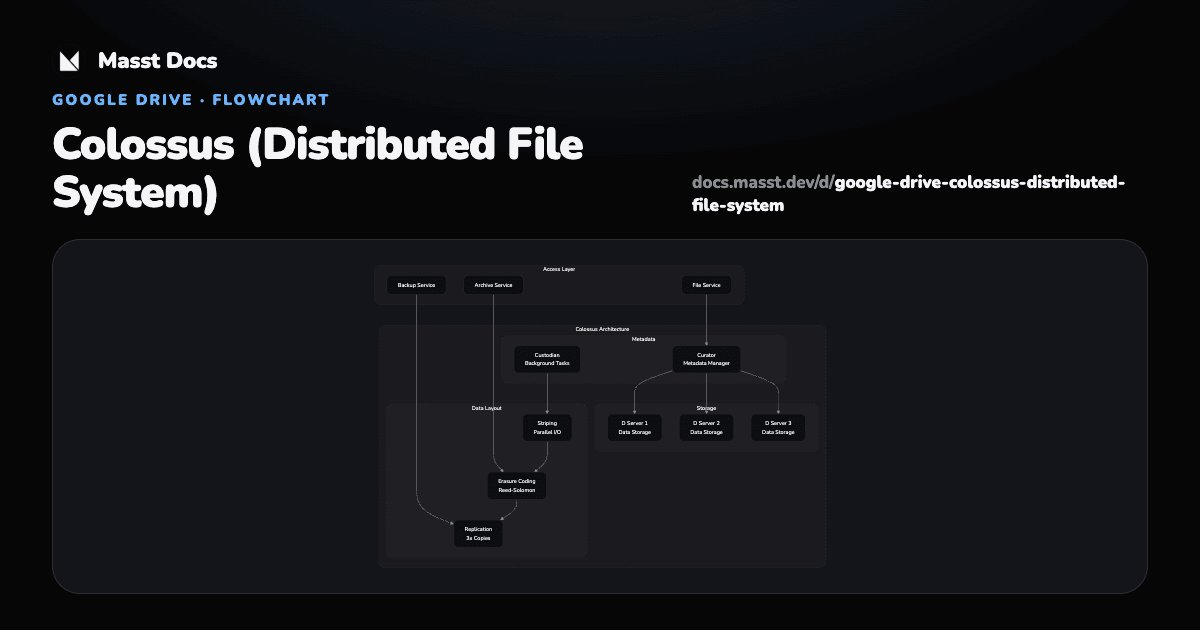 Masst Docs
GOOGLE DRIVE · FLOWCHART
Colossus (Distributed File
System)
docs.masst.dev/d/google-drive-colossus-distributed-
file-system
Access Layer
Backup Service
Archive Service
File Service
Colossus Architecture
Metadata
Custodian
Background Tasks
Curator
Metadata Manager
Data Layout
Storage
Striping
Parallel I/O
D Server 1
Data Storage
D Server 2
Data Storage
D Server 3
Data Storage
Erasure Coding
Reed-Solomon
Replication
3x Copies